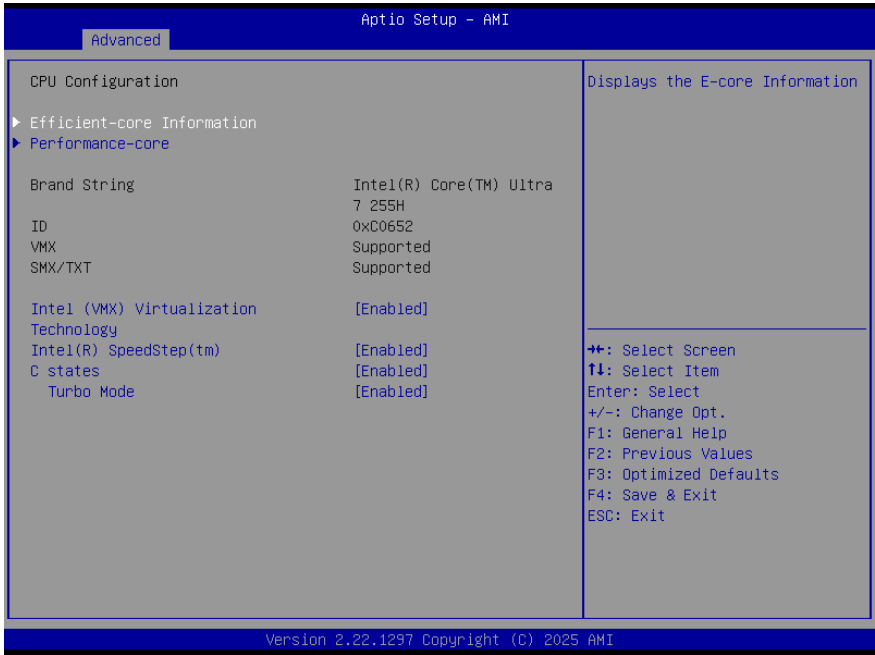 Aptio Setup - AMI
Advanced
CPU Configuration
Efficient-core Information
Performance-core
Brand String Intel(R) Core(TM) Ultra
7 255H
ID 0xC0652
VMX Supported
SMX/TXT Supported
Intel (VMX) Virtualization [Enabled]
Technology
Intel(R) SpeedStep(tm) [Enabled]
C states [Enabled]
Turbo Mode [Enabled]
Displays the E-core Information
→←: Select Screen
↑↓: Select Item
Enter: Select
+/-: Change Opt.
F1: General Help
F2: Previous Values
F3: Optimized Defaults
F4: Save & Exit
ESC: Exit
Version 2.22.1297 Copyright (C) 2025 AMI